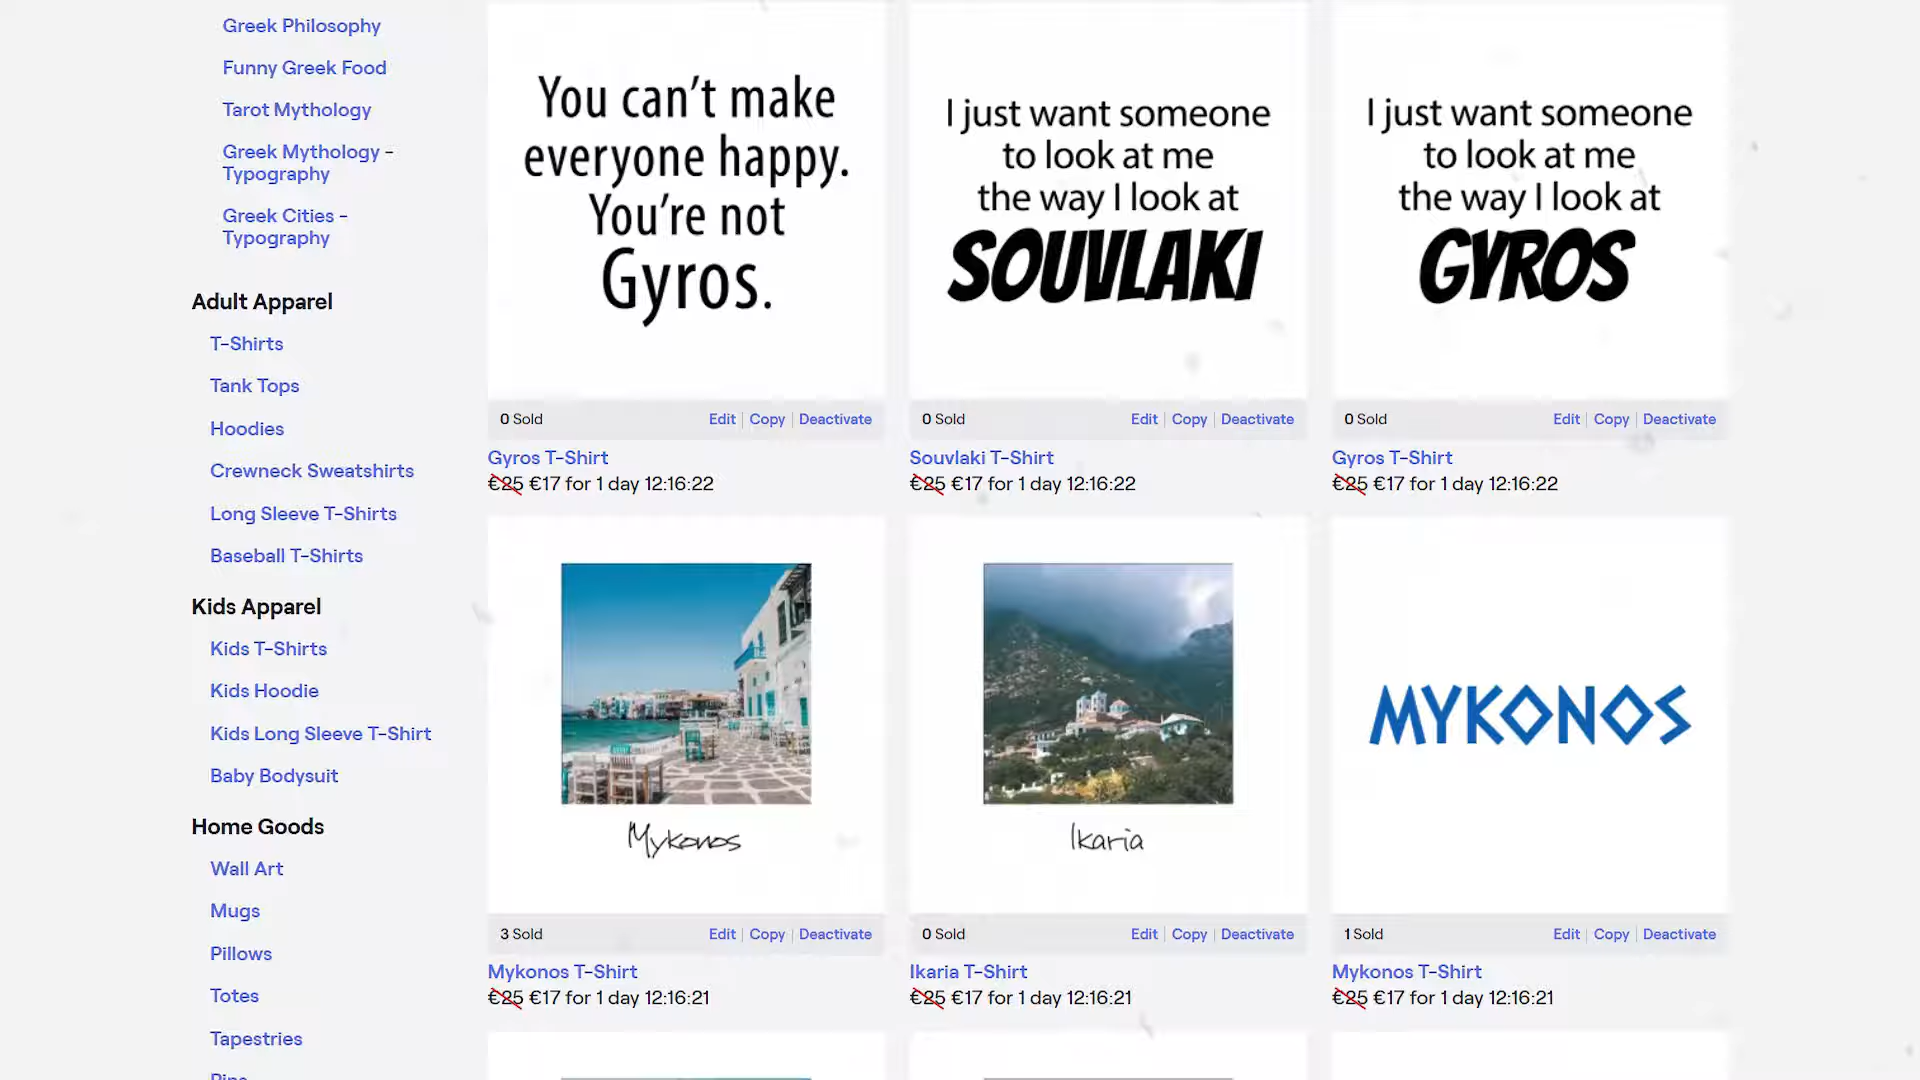 Greek Philosophy
Funny Greek Food
Tarot Mythology
Greek Mythology -
Typography
Greek Cities -
Typography
Adult Apparel
T-Shirts
Tank Tops
Hoodies
Crewneck Sweatshirts
Long Sleeve T-Shirts
Baseball T-Shirts
Kids Apparel
Kids T-Shirts
Kids Hoodie
Kids Long Sleeve T-Shirt
Baby Bodysuit
Home Goods
Wall Art
Mugs
Pillows
Totes
Tapestries
You can't make
everyone happy.
You're not
Gyros.
0 Sold Edit | Copy | Deactivate
Gyros T-Shirt
€25 €17 for 1 day 12:16:22
I just want someone
to look at me
the way I look at
SOUVLAKI
0 Sold Edit | Copy | Deactivate
Souvlaki T-Shirt
€25 €17 for 1 day 12:16:22
I just want someone
to look at me
the way I look at
GYROS
0 Sold Edit | Copy | Deactivate
Gyros T-Shirt
€25 €17 for 1 day 12:16:22
Mykonos
3 Sold Edit | Copy | Deactivate
Mykonos T-Shirt
€25 €17 for 1 day 12:16:21
Ikaria
0 Sold Edit | Copy | Deactivate
Ikaria T-Shirt
€25 €17 for 1 day 12:16:21
MYKONOS
1 Sold Edit | Copy | Deactivate
Mykonos T-Shirt
€25 €17 for 1 day 12:16:21